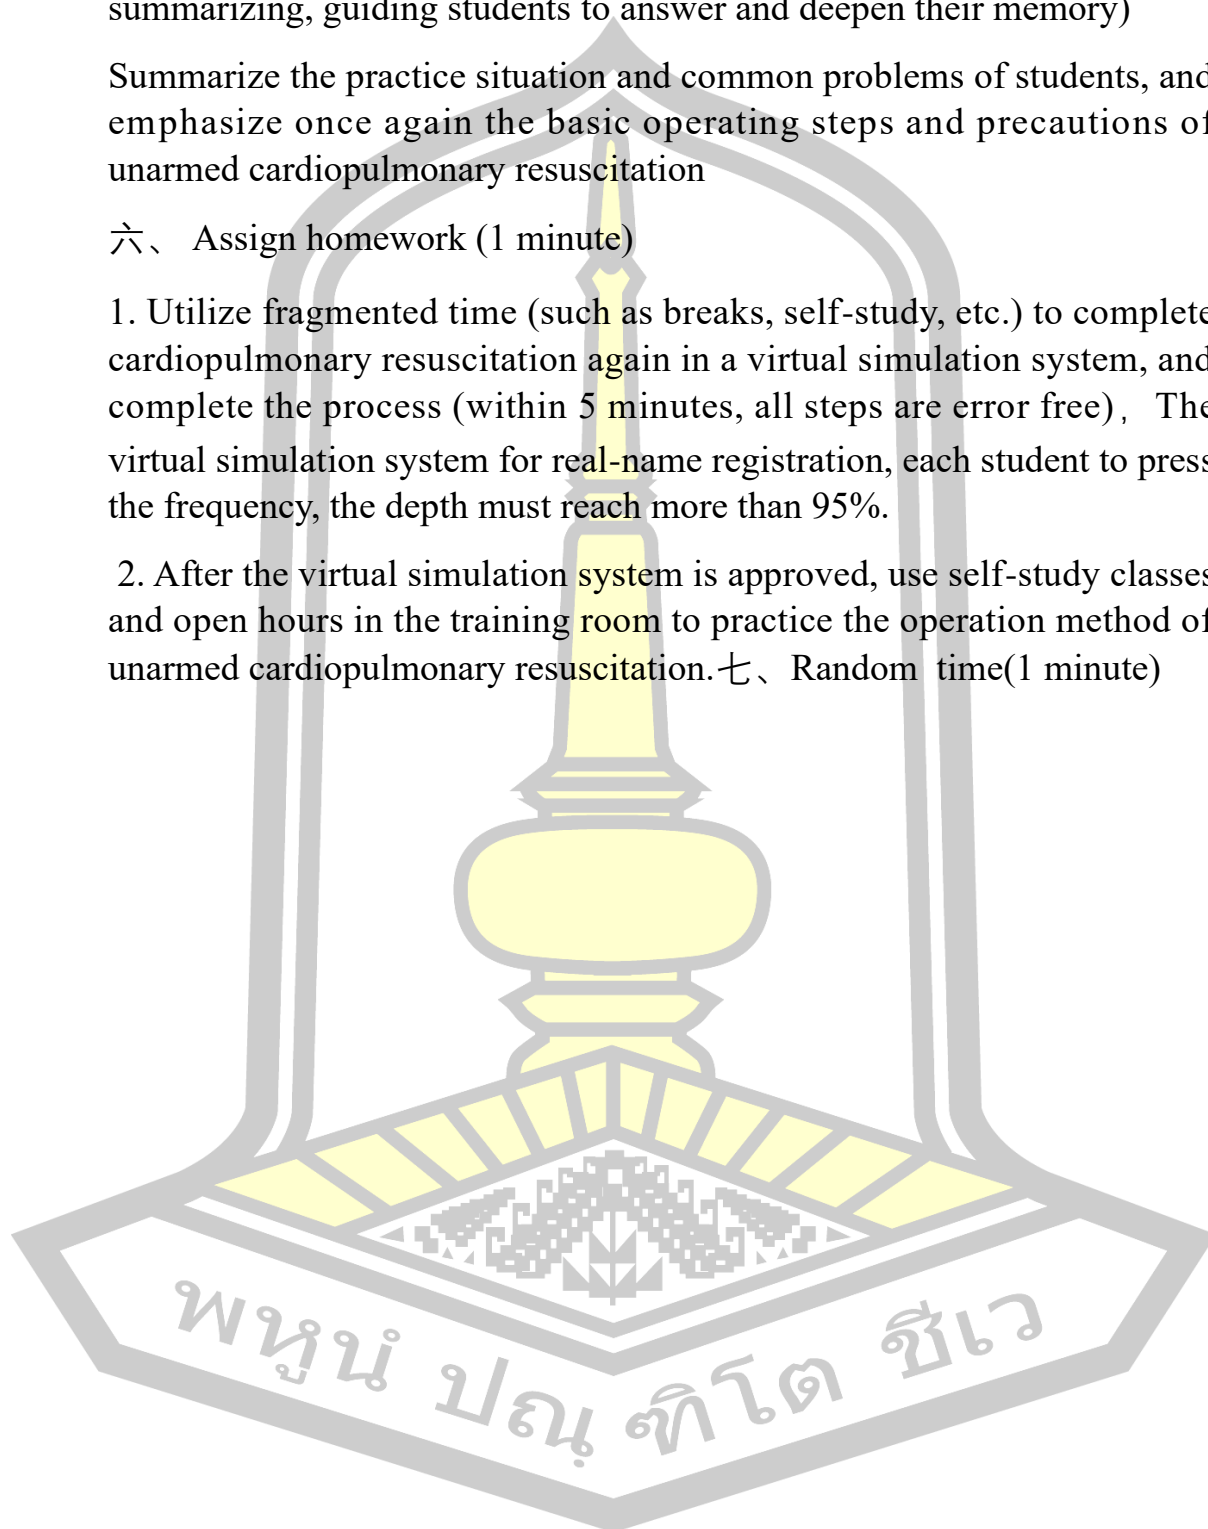 summarizing, guiding students to answer and deepen their memory)
Summarize the practice situation and common problems of students, and
emphasize once again the basic operating steps and precautions of
unarmed cardiopulmonary resuscitation
六、 Assign homework (1 minute)
1. Utilize fragmented time (such as breaks, self-study, etc.) to complete
cardiopulmonary resuscitation again in a virtual simulation system, and
complete the process (within 5 minutes, all steps are error free)，The
virtual simulation system for real-name registration, each student to press
the frequency, the depth must reach more than 95%.
2. After the virtual simulation system is approved, use self-study classes
and open hours in the training room to practice the operation method of
unarmed cardiopulmonary resuscitation.七、Random time(1 minute)
พหูนํ ปณฺฑิโต ชีเว